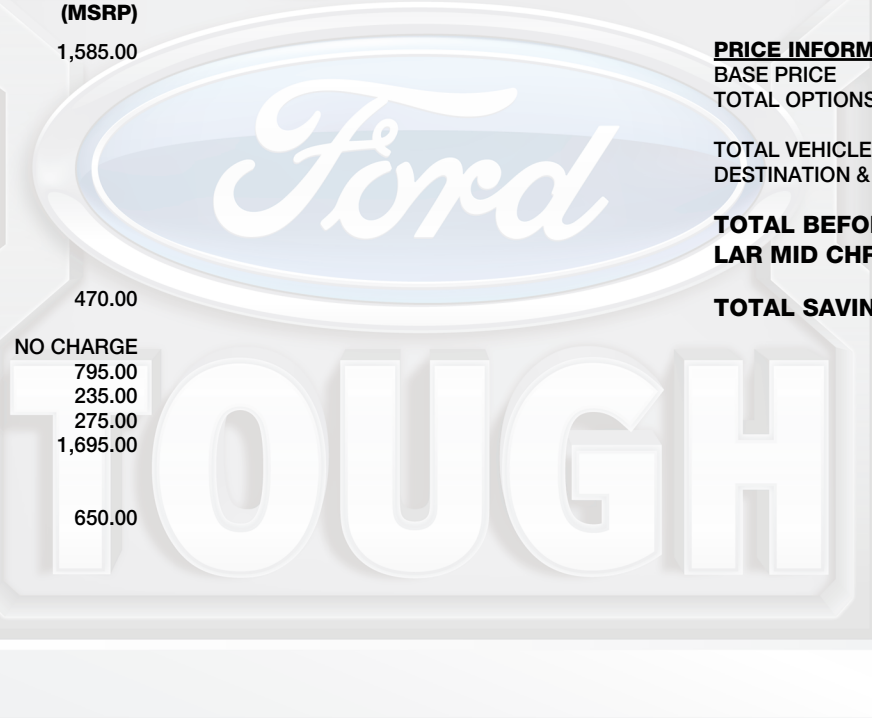 (MSRP)
1,585.00
470.00
NO CHARGE
795.00
235.00
275.00
1,695.00
650.00
PRICE INFORM
BASE PRICE
TOTAL OPTIONS
TOTAL VEHICLE
DESTINATION &
TOTAL BEFO
LAR MID CH
TOTAL SAVIN
Ford
TOUGH